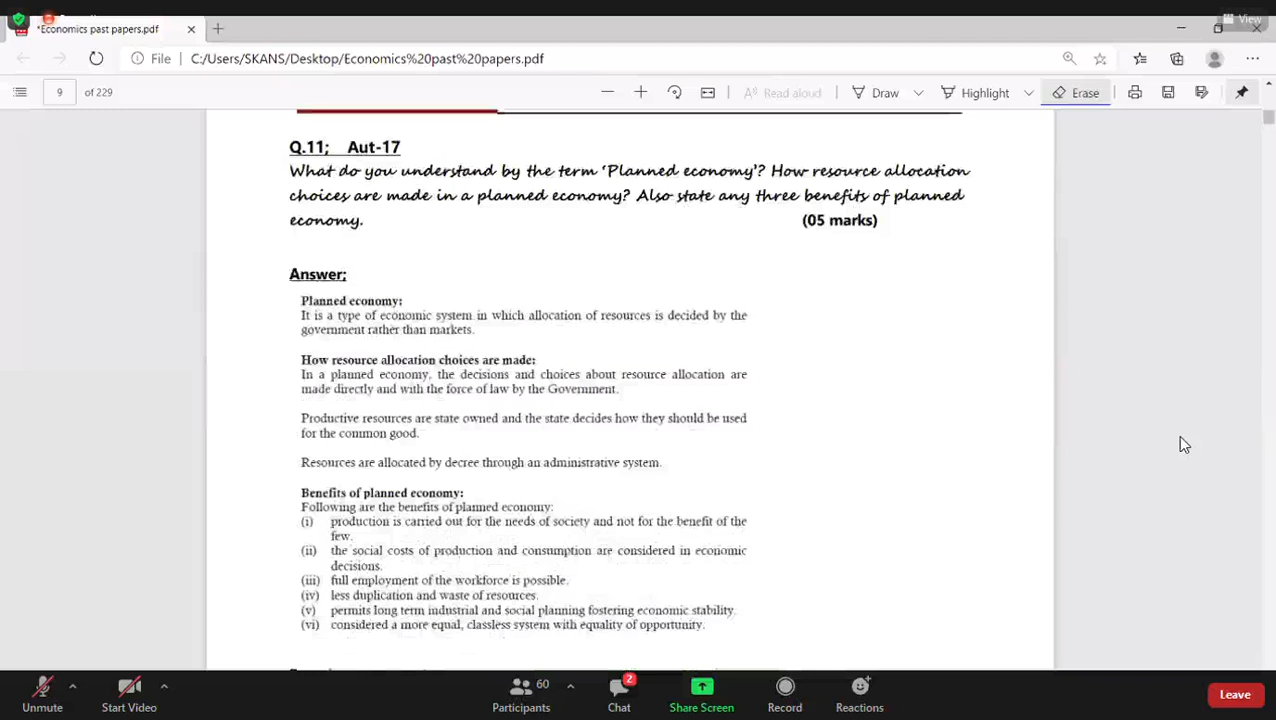 View
*Economics past papers.pdf
File C:/Users/SKANS/Desktop/Economics%20past%20papers.pdf
9 of 229 Read aloud Draw Highlight Erase
Q.11; Aut-17
What do you understand by the term 'Planned economy'? How resource allocation
choices are made in a planned economy? Also state any three benefits of planned
economy. (05 marks)
Answer;
Planned economy:
It is a type of economic system in which allocation of resources is decided by the
government rather than markets.
How resource allocation choices are made:
In a planned economy, the decisions and choices about resource allocation are
made directly and with the force of law by the Government.
Productive resources are state owned and the state decides how they should be used
for the common good.
Resources are allocated by decree through an administrative system.
Benefits of planned economy:
Following are the benefits of planned economy:
(i) production is carried out for the needs of society and not for the benefit of the
few.
(ii) the social costs of production and consumption are considered in economic
decisions.
(iii) full employment of the workforce is possible.
(iv) less duplication and waste of resources.
(v) permits long term industrial and social planning fostering economic stability.
(vi) considered a more equal, classless system with equality of opportunity.
60 2
Unmute Start Video Participants Chat Share Screen Record Reactions Leave